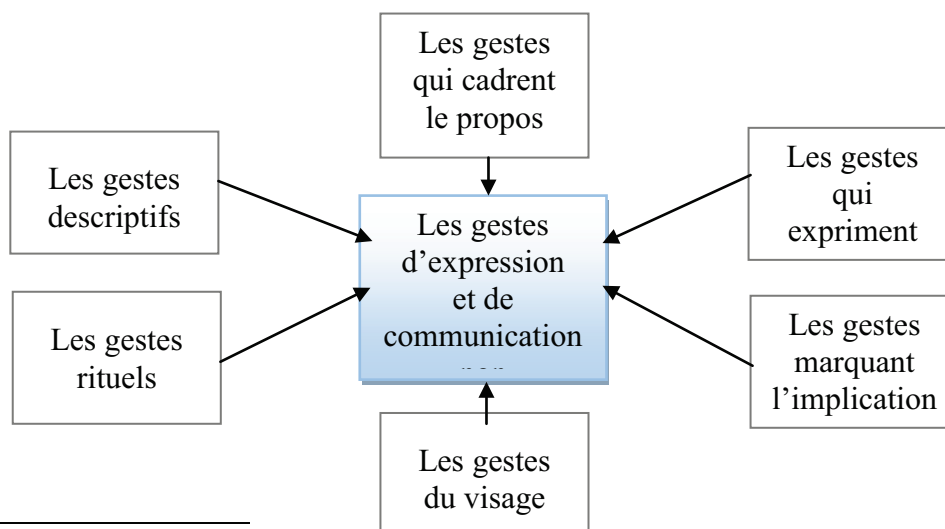 Les gestes
qui cadrent
le propos
Les gestes
descriptifs
Les gestes
qui
expriment
Les gestes
d’expression
et de
communication
Les gestes
rituels
Les gestes
marquant
l’implication
Les gestes
du visage